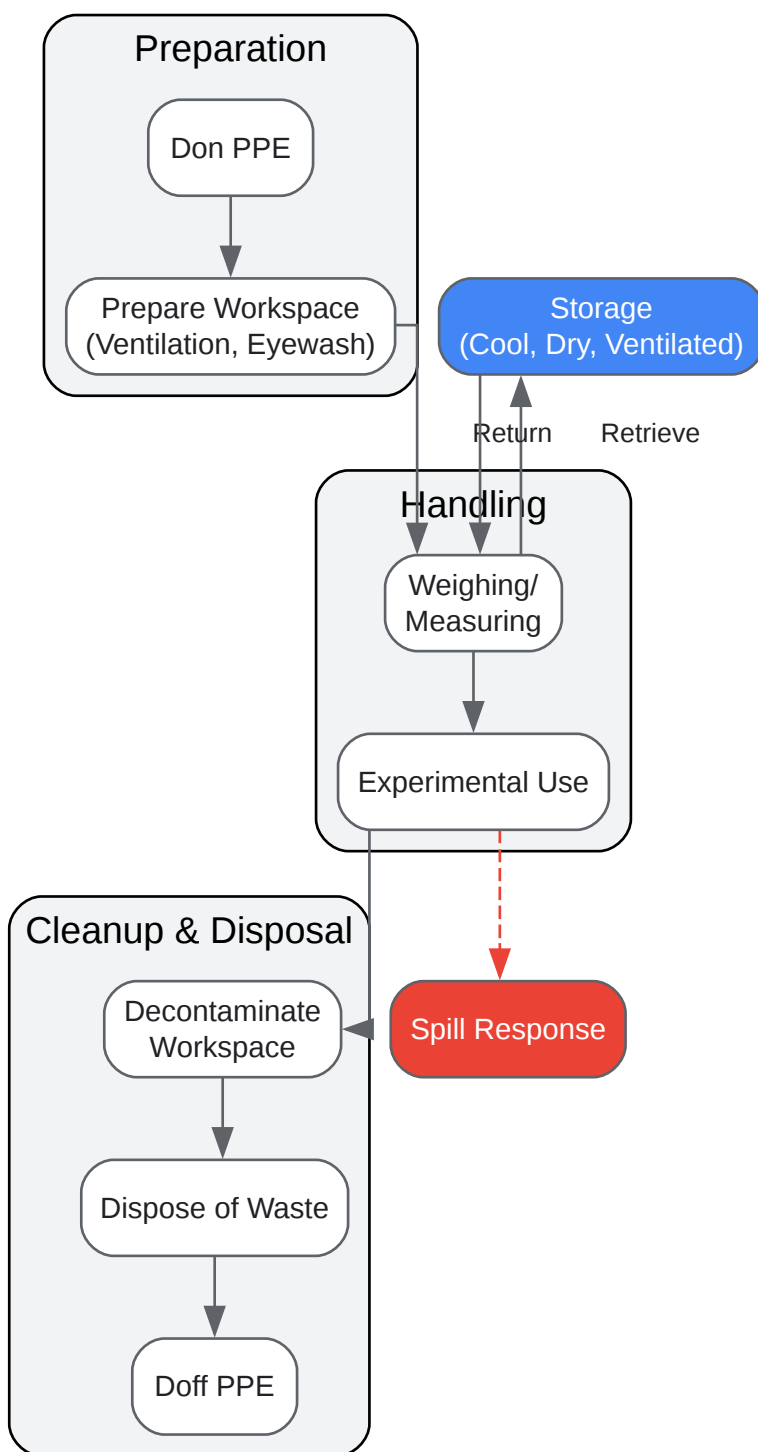 Preparation
Don PPE
Prepare Workspace
(Ventilation, Eyewash)
Storage
(Cool, Dry, Ventilated)
Return
Retrieve
Handling
Weighing/
Measuring
Experimental Use
Cleanup & Disposal
Decontaminate
Workspace
Spill Response
Dispose of Waste
Doff PPE